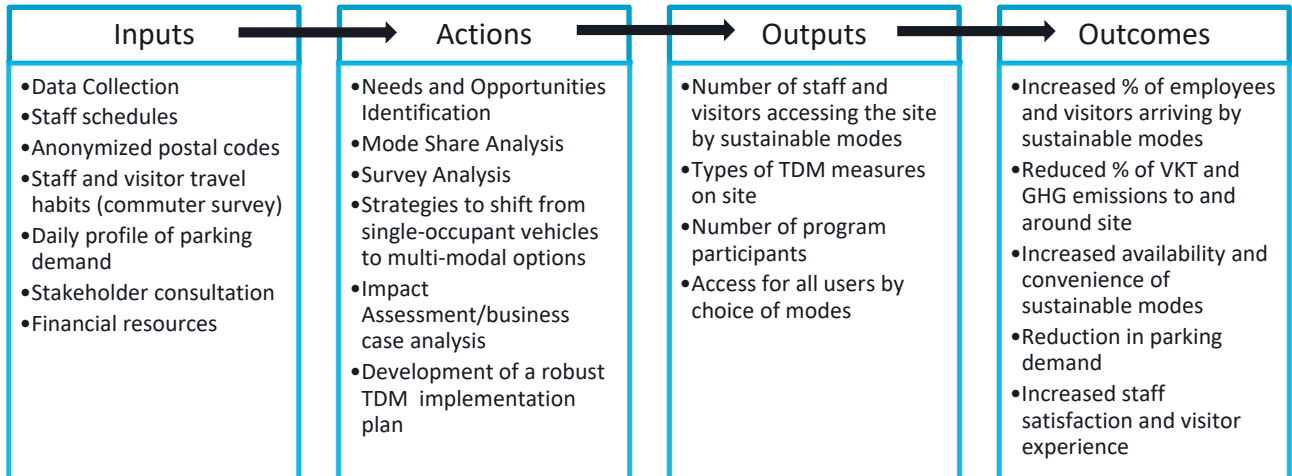 Inputs
•Data Collection
•Staff schedules
•Anonymized postal codes
•Staff and visitor travel
habits (commuter survey)
•Daily profile of parking
demand
•Stakeholder consultation
•Financial resources
Actions
•Needs and Opportunities
Identification
•Mode Share Analysis
•Survey Analysis
•Strategies to shift from
single-occupant vehicles
to multi-modal options
•Impact
Assessment/business
case analysis
•Development of a robust
TDM implementation
plan
Outputs
•Number of staff and
visitors accessing the site
by sustainable modes
•Types of TDM measures
on site
•Number of program
participants
•Access for all users by
choice of modes
Outcomes
•Increased % of employees
and visitors arriving by
sustainable modes
•Reduced % of VKT and
GHG emissions to and
around site
•Increased availability and
convenience of
sustainable modes
•Reduction in parking
demand
•Increased staff
satisfaction and visitor
experience